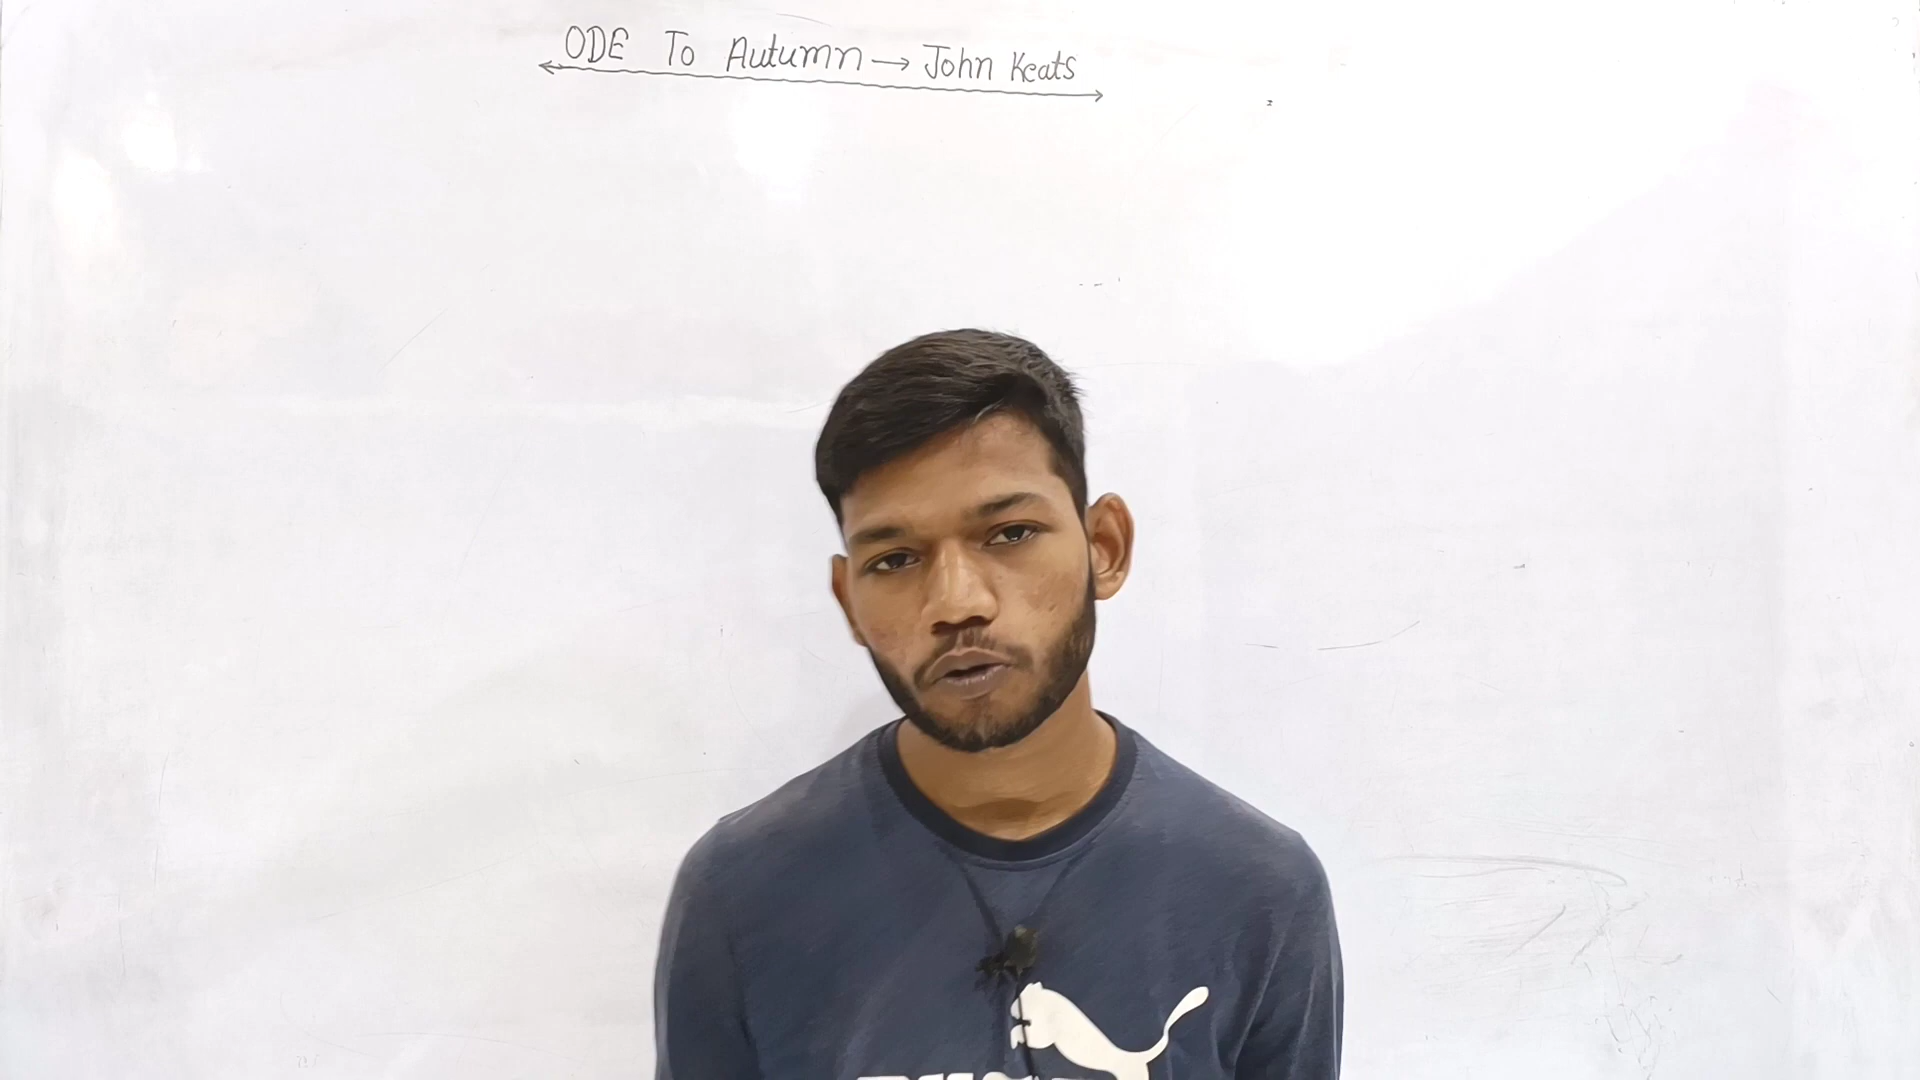 ODE To Autumn → John Keats